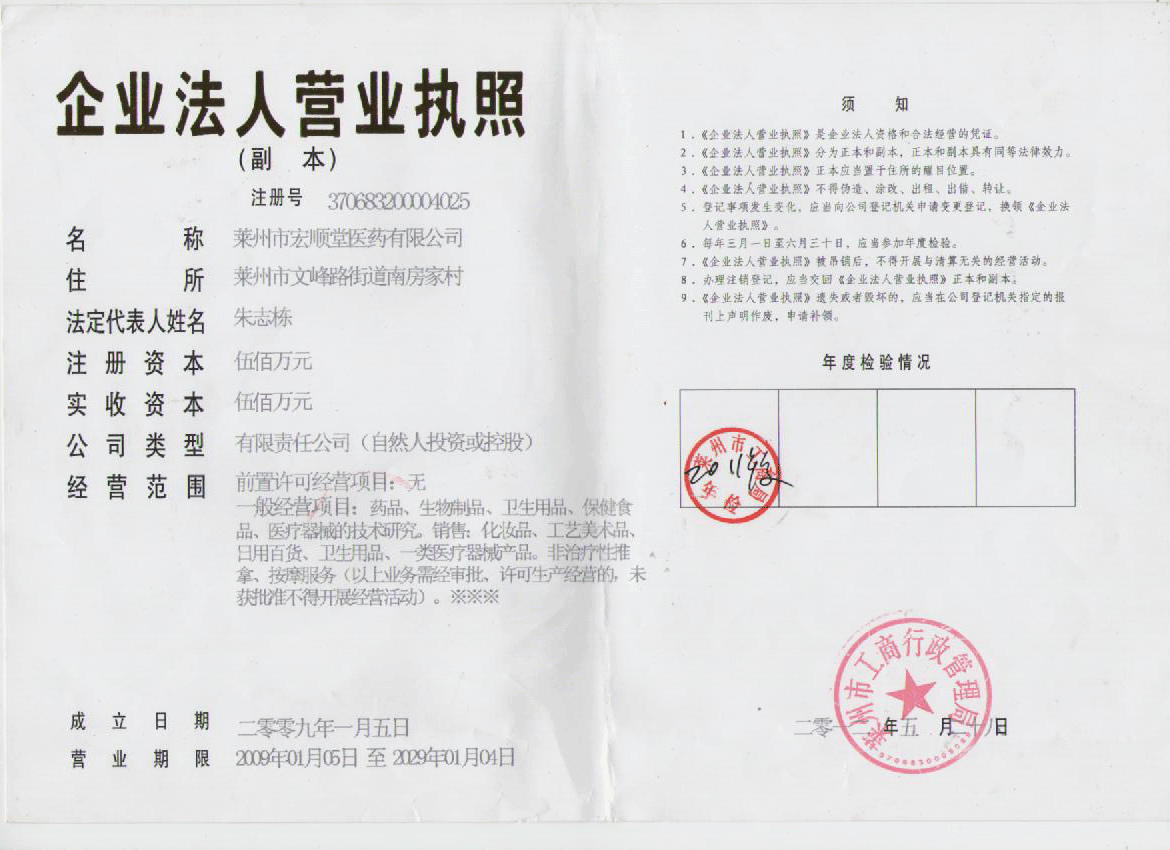 企业法人营业执照
(副 本)
注册号 370683200004025
名 称 莱州市宏顺堂医药有限公司
住 所 莱州市文峰路街道南房家村
法定代表人姓名 朱志栋
注册资本 伍佰万元
实收资本 伍佰万元
公司类型 有限责任公司（自然人投资或控股）
经营范围 前置许可经营项目：无
一般经营项目：药品、生物制品、卫生用品、保健食
品、医疗器械的技术研究。销售：化妆品、工艺美术品、
日用百货、卫生用品、一类医疗器械产品。非治疗性推
拿、按摩服务（以上业务需经审批、许可生产经营的，未
获批准不得开展经营活动）。※※※
成立日期 二零零九年一月五日
营业期限 2009年01月05日 至 2029年01月04日
须 知
1．《企业法人营业执照》是企业法人资格和合法经营的凭证。
2．《企业法人营业执照》分为正本和副本，正本和副本具有同等法律效力。
3．《企业法人营业执照》正本应当置于住所的醒目位置。
4．《企业法人营业执照》不得伪造、涂改、出租、出借、转让。
5．登记事项发生变化，应当向公司登记机关申请变更登记，换领《企业法
人营业执照》。
6．每年三月一日至六月三十日，应当参加年度检验。
7．《企业法人营业执照》被吊销后，不得开展与清算无关的经营活动。
8．办理注销登记，应当交回《企业法人营业执照》正本和副本。
9．《企业法人营业执照》遗失或者毁坏的，应当在公司登记机关指定的报
刊上声明作废，申请补领。
年度检验情况
莱州市工商局
2011
年检
莱州市工商行政管理局
二零一 年五月 十八日